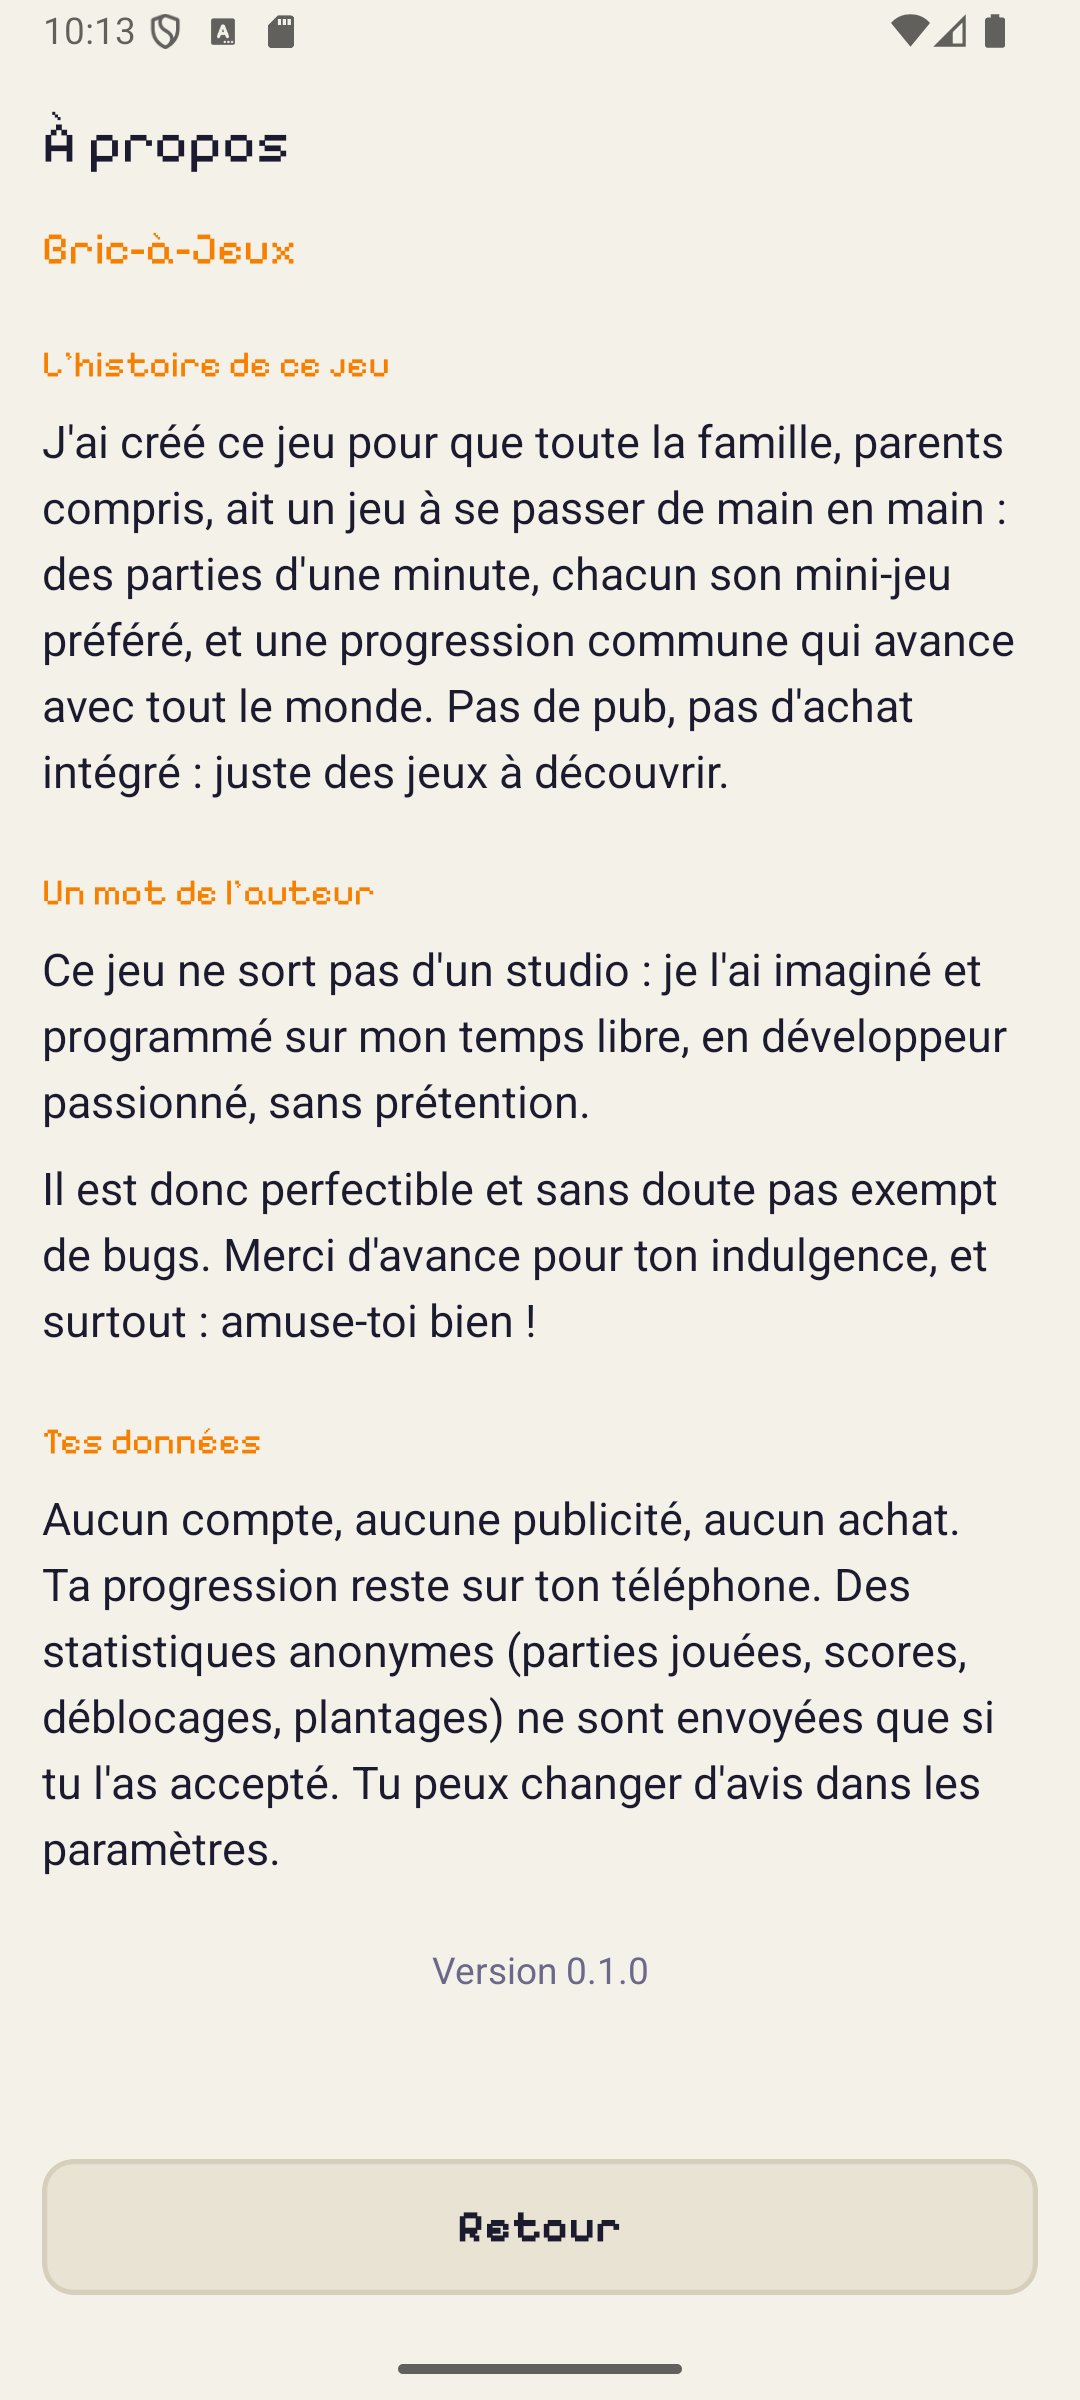 10:13
À propos
Bric-à-Jeux
L'histoire de ce jeu
J'ai créé ce jeu pour que toute la famille, parents
compris, ait un jeu à se passer de main en main :
des parties d'une minute, chacun son mini-jeu
préféré, et une progression commune qui avance
avec tout le monde. Pas de pub, pas d'achat
intégré : juste des jeux à découvrir.
Un mot de l'auteur
Ce jeu ne sort pas d'un studio : je l'ai imaginé et
programmé sur mon temps libre, en développeur
passionné, sans prétention.
Il est donc perfectible et sans doute pas exempt
de bugs. Merci d'avance pour ton indulgence, et
surtout : amuse-toi bien !
Tes données
Aucun compte, aucune publicité, aucun achat.
Ta progression reste sur ton téléphone. Des
statistiques anonymes (parties jouées, scores,
déblocages, plantages) ne sont envoyées que si
tu l'as accepté. Tu peux changer d'avis dans les
paramètres.
Version 0.1.0
Retour